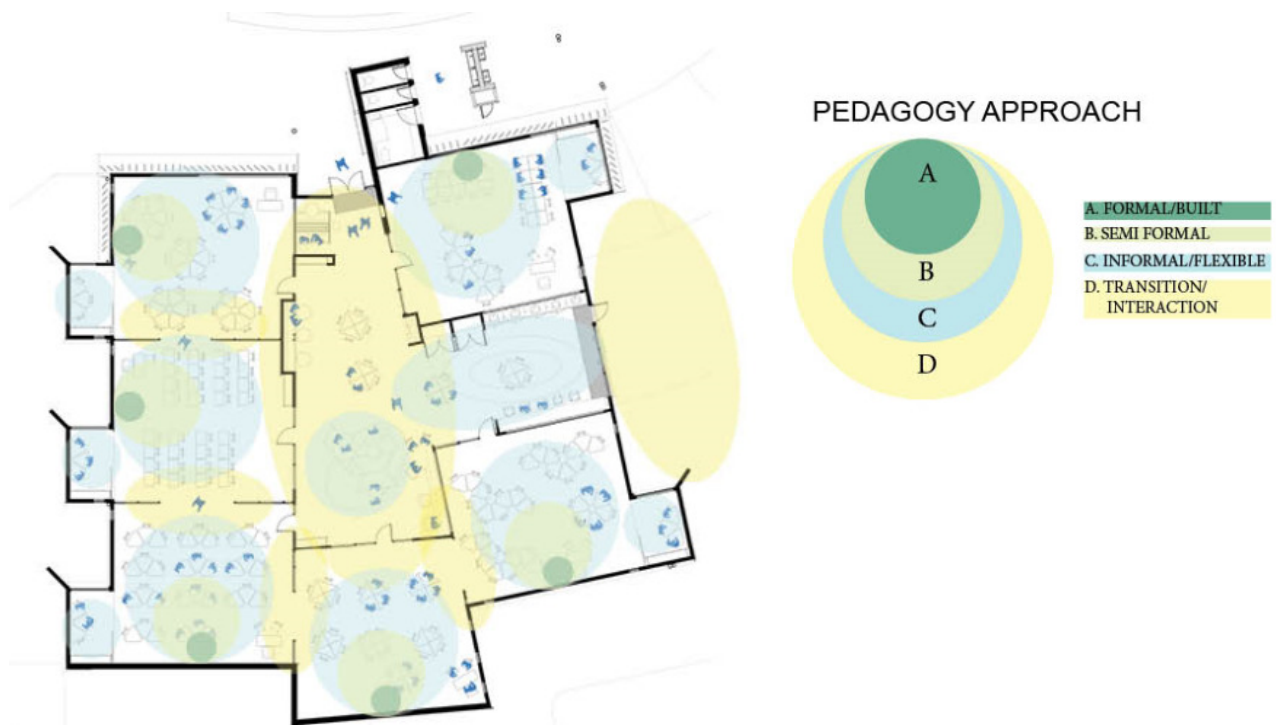 PEDAGOGY APPROACH
A
B
C
D
A. FORMAL/BUILT
B. SEMI FORMAL
C. INFORMAL/FLEXIBLE
D. TRANSITION/
INTERACTION